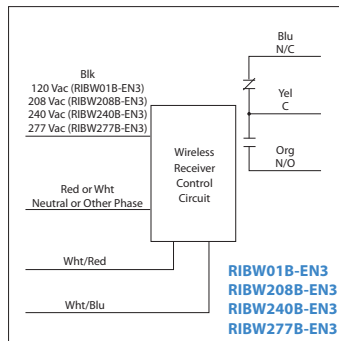 Blk
120 Vac (RIBW01B-EN3)
208 Vac (RIBW208B-EN3)
240 Vac (RIBW240B-EN3)
277 Vac (RIBW277B-EN3)
Red or Wht
Neutral or Other Phase
Wht/Red
Wht/Blu
Wireless
Receiver
Control
Circuit
Blu
N/C
Yel
C
Org
N/O
RIBW01B-EN3
RIBW208B-EN3
RIBW240B-EN3
RIBW277B-EN3